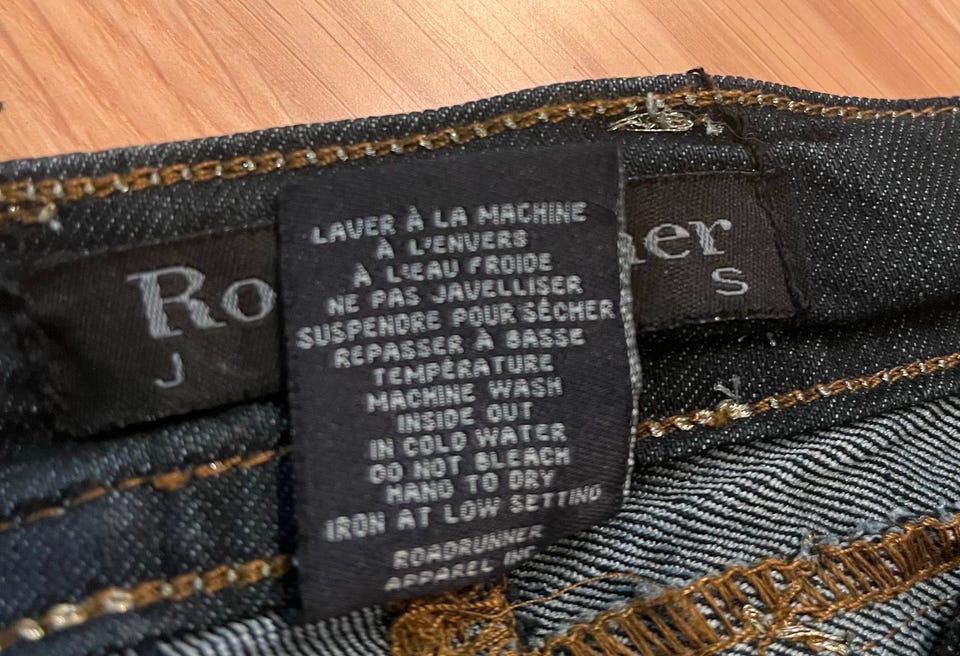 Ro
er
J
S
LAVER À LA MACHINE
À L'ENVERS
À L'EAU FROIDE
NE PAS JAVELLISER
SUSPENDRE POUR SÉCHER
REPASSER À BASSE
TEMPÉRATURE
MACHINE WASH
INSIDE OUT
IN COLD WATER
DO NOT BLEACH
HANG TO DRY
IRON AT LOW SETTING
ROADRUNNER
APPAREL INC